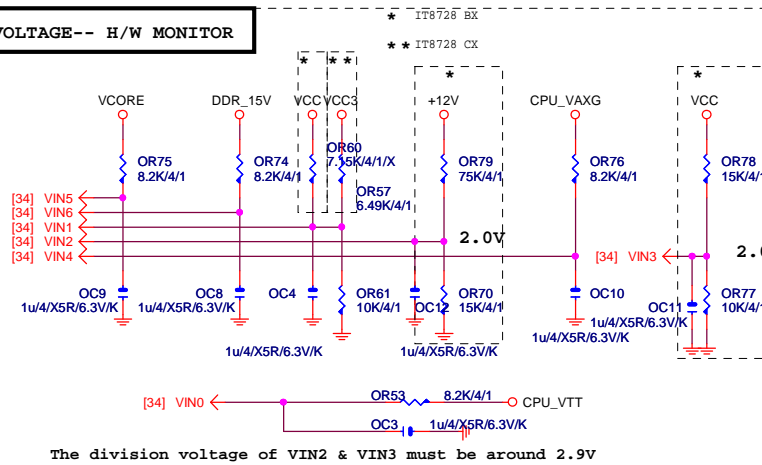 VOLTAGE-- H/W MONITOR
* IT8728 BX
** IT8728 CX
*
**
*
*
VCORE
DDR_15V
VCC
VCC3
+12V
CPU_VAXG
VCC
OR75
8.2K/4/1
OR74
8.2K/4/1
OR60
7.15K/4/1/X
OR57
6.49K/4/1
OR79
75K/4/1
OR76
8.2K/4/1
OR78
15K/4/1
[34] VIN5
[34] VIN6
[34] VIN1
[34] VIN2
[34] VIN4
2.0V
[34] VIN3
2.0
OC9
1u/4/X5R/6.3V/K
OC8
1u/4/X5R/6.3V/K
OC4
1u/4/X5R/6.3V/K
OR61
10K/4/1
OC12
1u/4/X5R/6.3V/K
OR70
15K/4/1
OC10
1u/4/X5R/6.3V/K
OC11
1u/4/X5R/6.3V/K
OR77
10K/4/1
[34] VIN0
OR53
8.2K/4/1
CPU_VTT
OC3
1u/4/X5R/6.3V/K
The division voltage of VIN2 & VIN3 must be around 2.9V